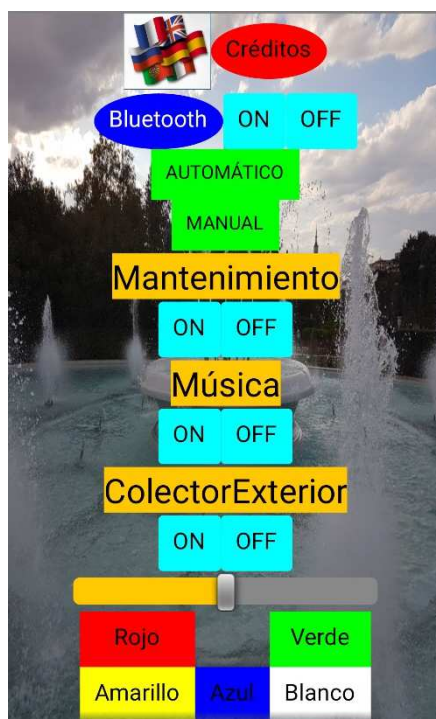 Créditos
Bluetooth ON OFF
AUTOMÁTICO
MANUAL
Mantenimiento
ON OFF
Música
ON OFF
ColectorExterior
ON OFF
Rojo Verde
Amarillo Azul Blanco